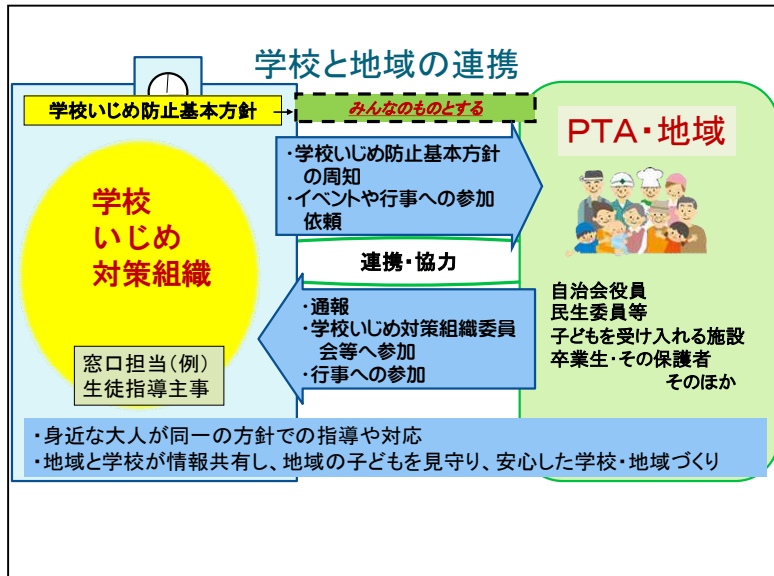 学校と地域の連携
学校いじめ防止基本方針
みんなのものとする
PTA・地域
・学校いじめ防止基本方針
の周知
・イベントや行事への参加
依頼
学校
いじめ
対策組織
連携・協力
・通報
・学校いじめ対策組織委員
会等へ参加
・行事への参加
自治会役員
民生委員等
子どもを受け入れる施設
卒業生・その保護者
そのほか
窓口担当(例)
生徒指導主事
・身近な大人が同一の方針での指導や対応
・地域と学校が情報共有し、地域の子どもを見守り、安心した学校・地域づくり